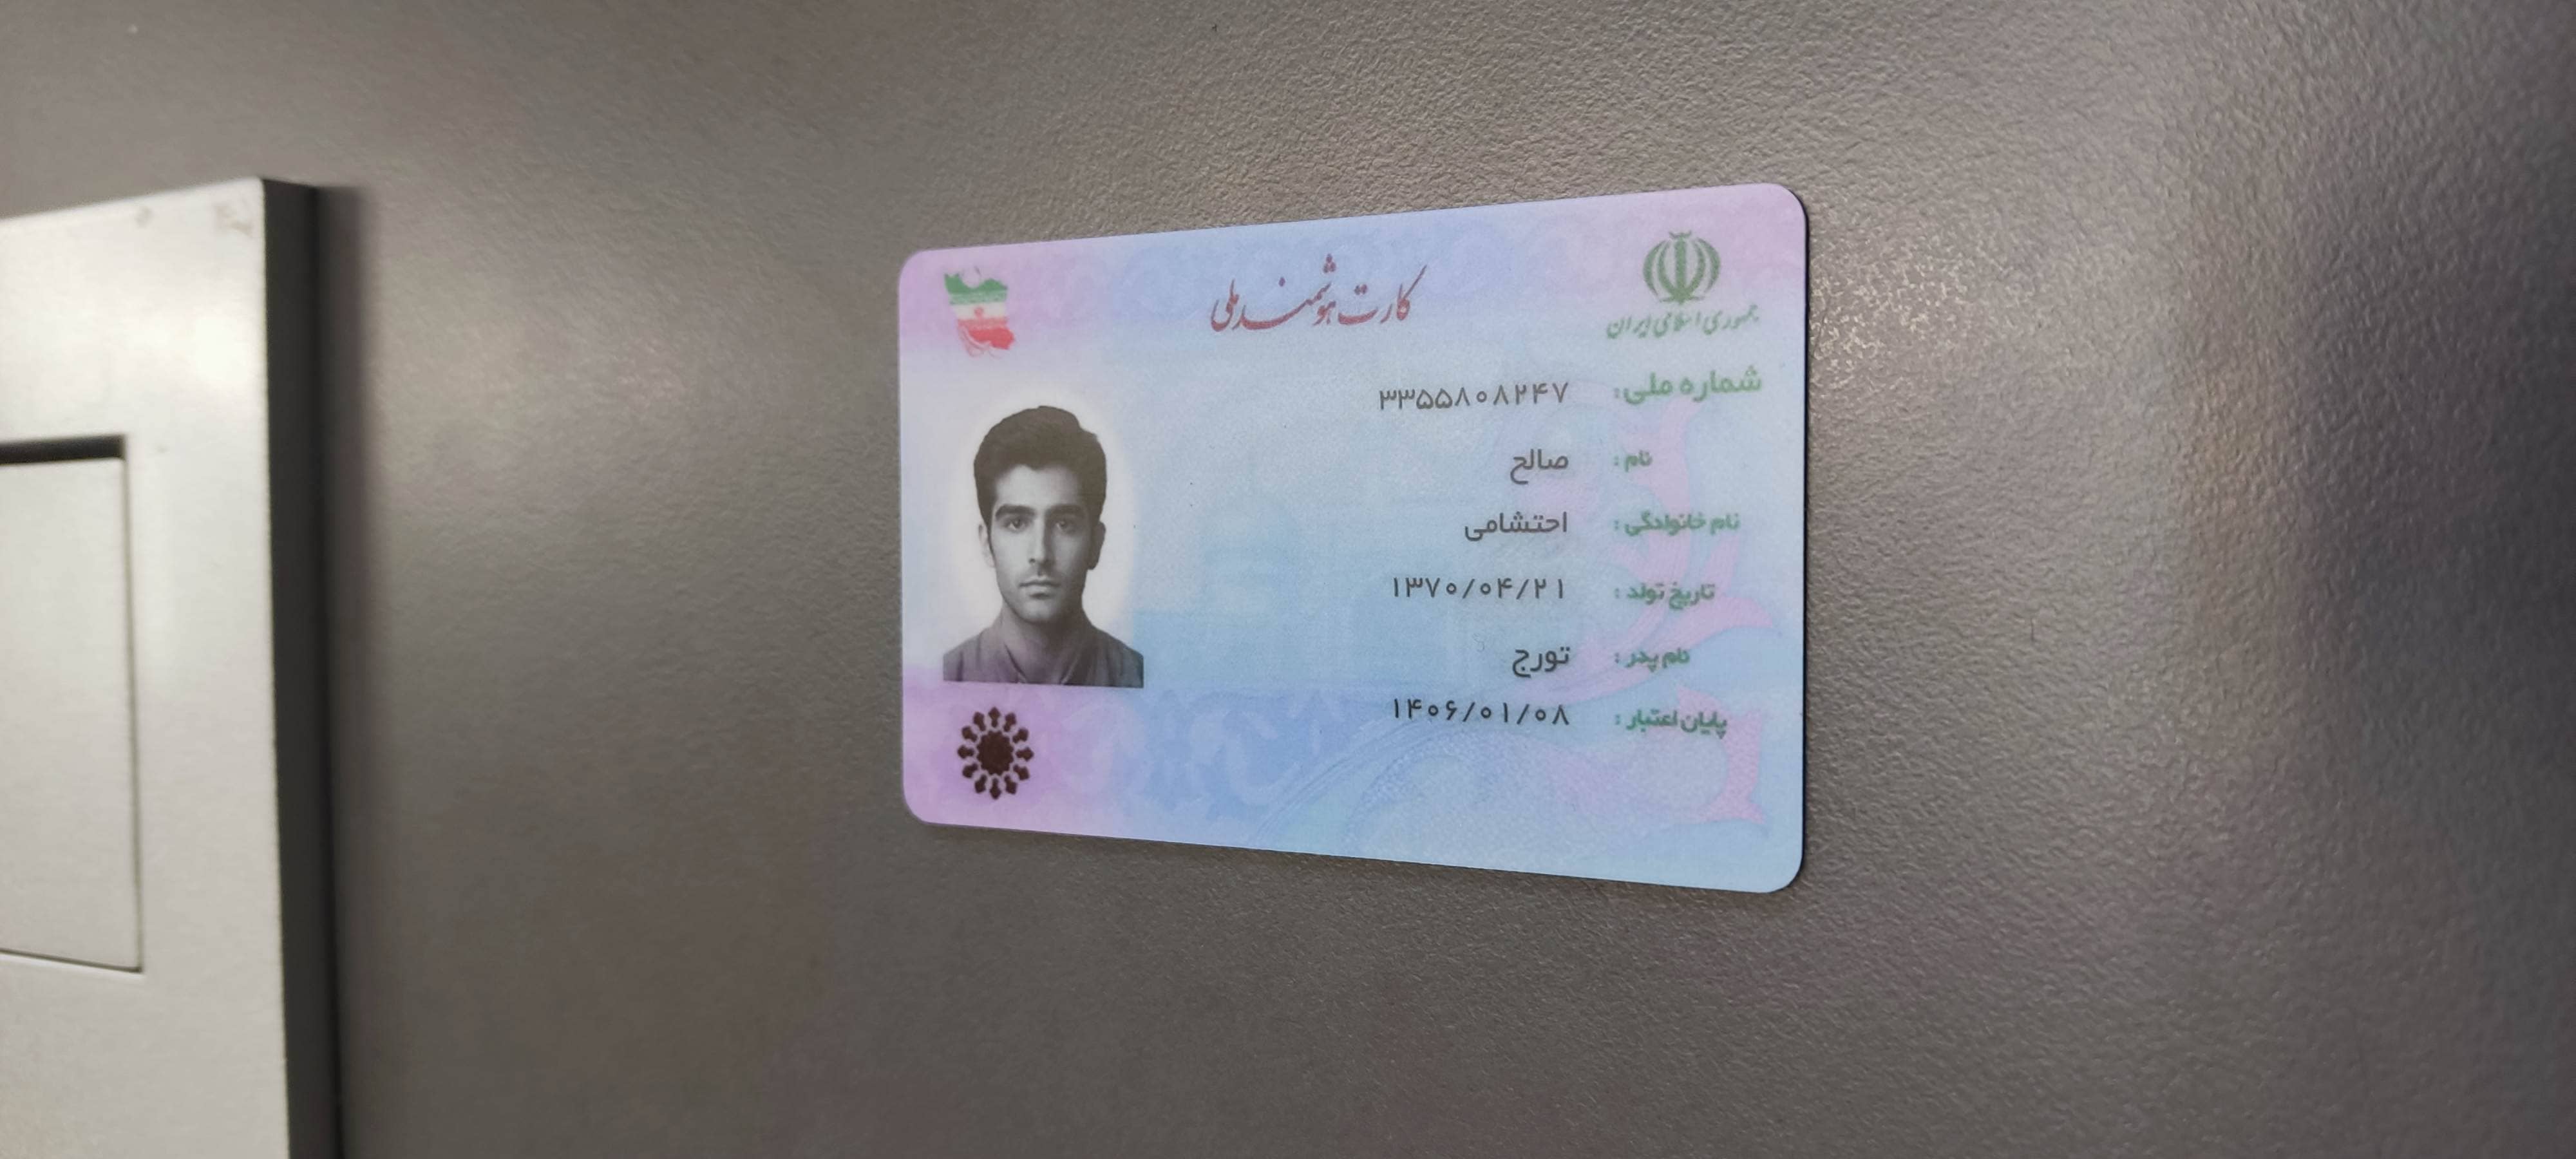 جمهوری اسلامی ایران
کارت هوشمند ملی
شماره ملی: ۳۳۵۵۸۰۸۲۴۷
نام: صالح
نام خانوادگی: احتشامی
تاریخ تولد: ۱۳۷۰/۰۴/۲۱
نام پدر: تورج
پایان اعتبار: ۱۴۰۶/۰۱/۰۸